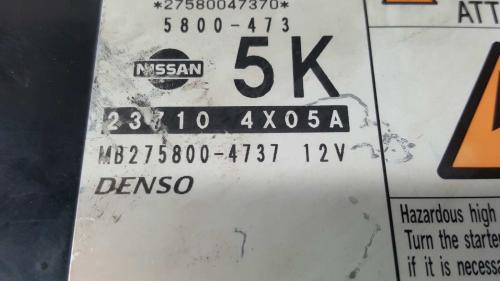 *27580047370*
5800-473
NISSAN
5K
23710 4X05A
MB275800-4737 12V
DENSO
ATT
Hazardous high
Turn the starte
if it is necessa